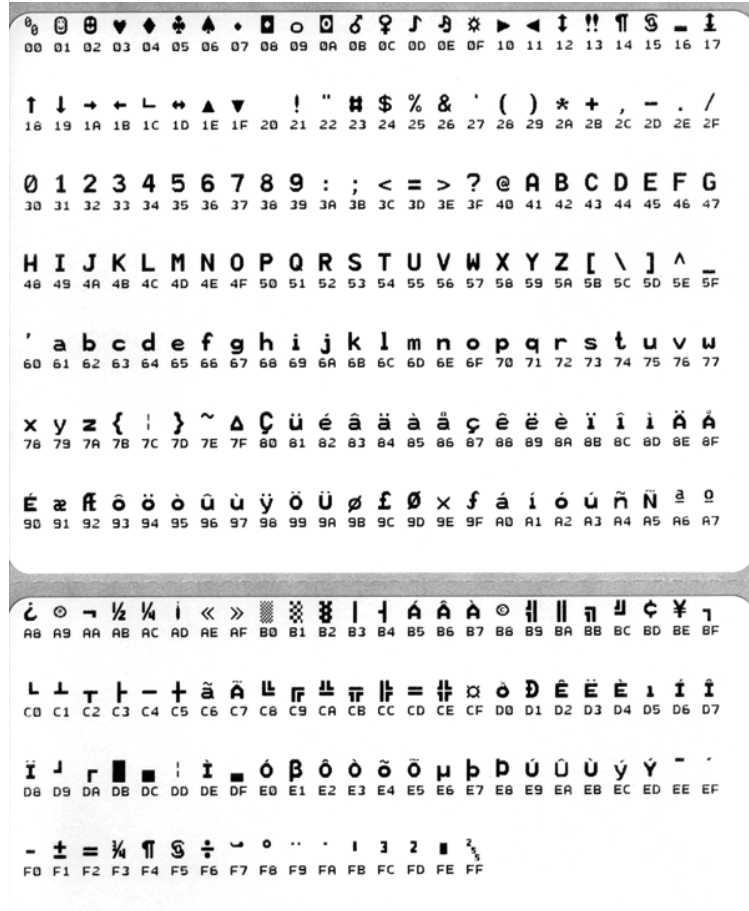 ⁰₀ ☺ ☻ ♥ ♦ ♣ ♠ • ◘ ○ ◙ ♂ ♀ ♪ ♫ ☼ ► ◄ ↕ ‼ ¶ § ▬ ↨
00 01 02 03 04 05 06 07 08 09 0A 0B 0C 0D 0E 0F 10 11 12 13 14 15 16 17
↑ ↓ → ← ∟ ↔ ▲ ▼ ! " # $ % & ' ( ) * + , - . /
18 19 1A 1B 1C 1D 1E 1F 20 21 22 23 24 25 26 27 28 29 2A 2B 2C 2D 2E 2F
0 1 2 3 4 5 6 7 8 9 : ; < = > ? @ A B C D E F G
30 31 32 33 34 35 36 37 38 39 3A 3B 3C 3D 3E 3F 40 41 42 43 44 45 46 47
H I J K L M N O P Q R S T U V W X Y Z [ \ ] ^ _
48 49 4A 4B 4C 4D 4E 4F 50 51 52 53 54 55 56 57 58 59 5A 5B 5C 5D 5E 5F
' a b c d e f g h i j k l m n o p q r s t u v w
60 61 62 63 64 65 66 67 68 69 6A 6B 6C 6D 6E 6F 70 71 72 73 74 75 76 77
x y z { ¦ } ~ ∆ Ç ü é â ä à å ç ê ë è ï î ì Ä Å
78 79 7A 7B 7C 7D 7E 7F 80 81 82 83 84 85 86 87 88 89 8A 8B 8C 8D 8E 8F
É æ Æ ô ö ò û ù ÿ Ö Ü ø £ Ø × ƒ á í ó ú ñ Ñ ª º
90 91 92 93 94 95 96 97 98 99 9A 9B 9C 9D 9E 9F A0 A1 A2 A3 A4 A5 A6 A7
¿ ® ¬ ½ ¼ ¡ « » ░ ▒ ▓ │ ┤ Á Â À © ╣ ║ ╗ ╝ ¢ ¥ ┐
A8 A9 AA AB AC AD AE AF B0 B1 B2 B3 B4 B5 B6 B7 B8 B9 BA BB BC BD BE BF
└ ┴ ┬ ├ ─ ┼ ã Ã ╚ ╔ ╩ ╦ ╠ ═ ╬ ¤ ð Ð Ê Ë È ı Í Î
C0 C1 C2 C3 C4 C5 C6 C7 C8 C9 CA CB CC CD CE CF D0 D1 D2 D3 D4 D5 D6 D7
Ï ┘ ┌ █ ▄ ¦ Ì ▬ Ó β Ô Ò õ Õ µ þ Þ Ú Û Ù ý Ý ¯ ´
D8 D9 DA DB DC DD DE DF E0 E1 E2 E3 E4 E5 E6 E7 E8 E9 EA EB EC ED EE EF
- ± = ¾ ¶ § ÷ ¸ ° ¨ · ¹ ³ ² ■ ²₅₅
F0 F1 F2 F3 F4 F5 F6 F7 F8 F9 FA FB FC FD FE FF